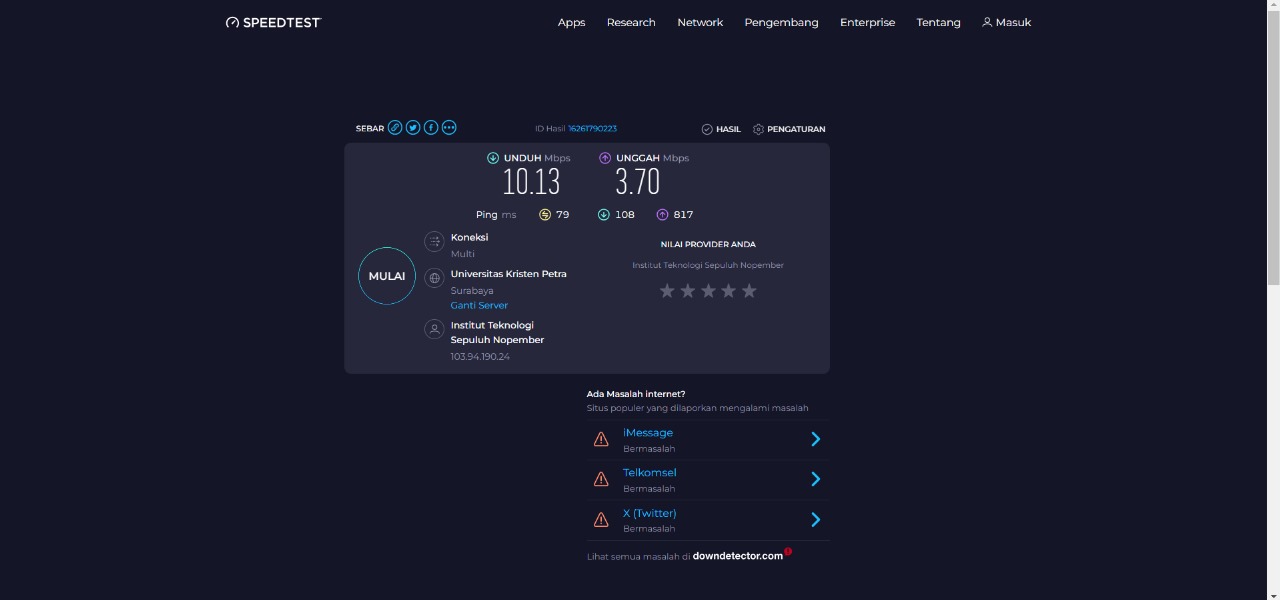 SPEEDTEST
Apps Research Network Pengembang Enterprise Tentang Masuk
SEBAR ID Hasil 16261790223 HASIL PENGATURAN
UNDUH Mbps UNGGAH Mbps
10.13 3.70
Ping ms 79 108 817
MULAI
Koneksi
Multi
Universitas Kristen Petra
Surabaya
Ganti Server
Institut Teknologi
Sepuluh Nopember
103.94.190.24
NILAI PROVIDER ANDA
Institut Teknologi Sepuluh Nopember
Ada Masalah internet?
Situs populer yang dilaporkan mengalami masalah
iMessage
Bermasalah
Telkomsel
Bermasalah
X (Twitter)
Bermasalah
Lihat semua masalah di downdetector.com